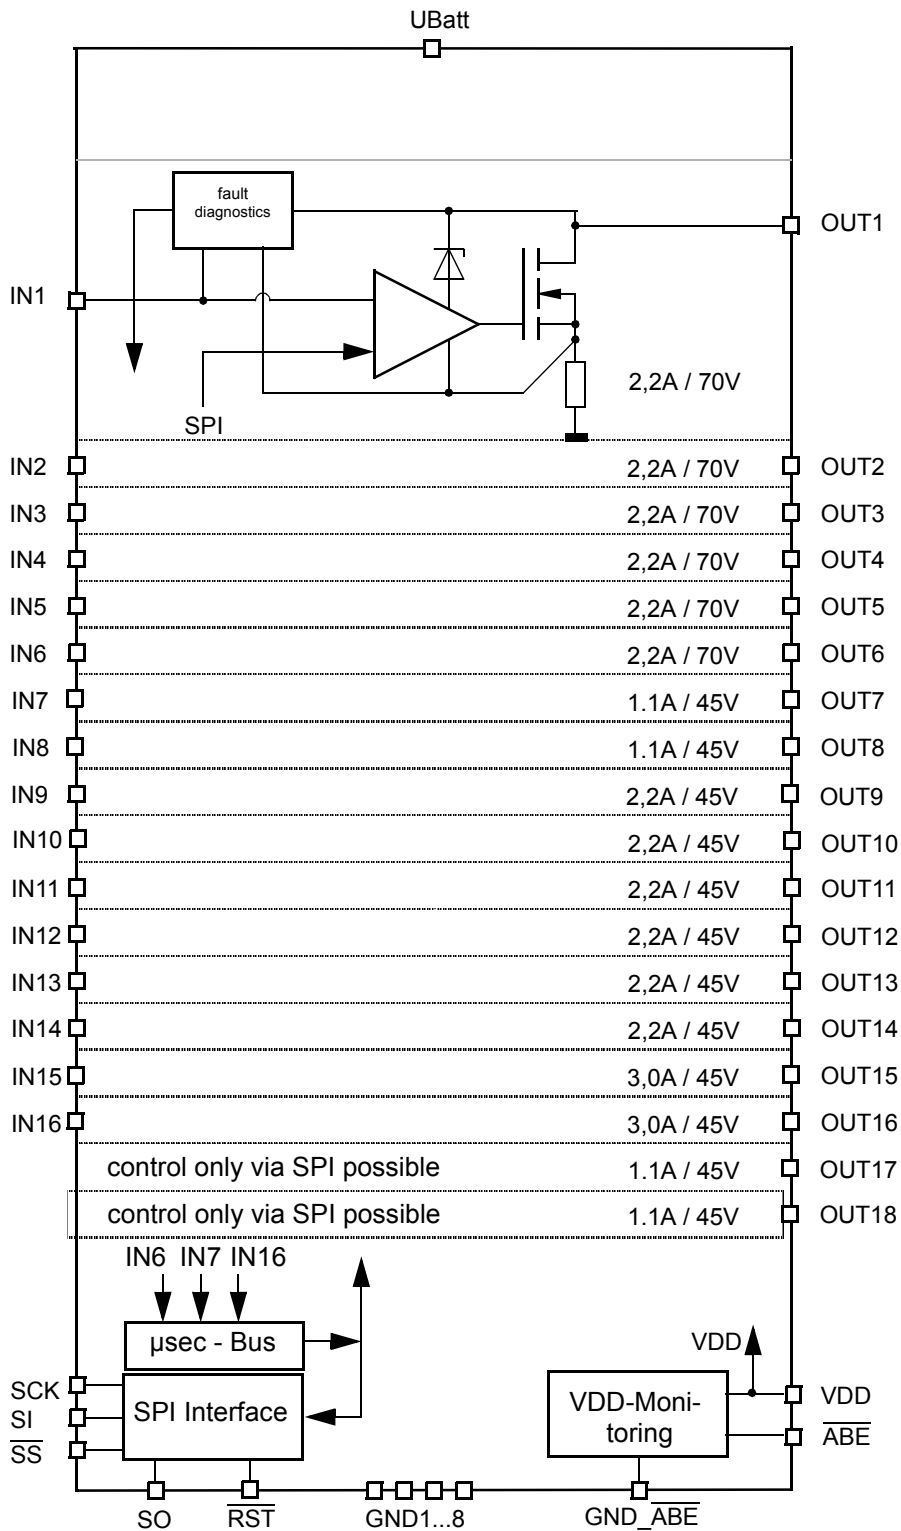 UBatt
fault
diagnostics
OUT1
IN1
2,2A / 70V
SPI
IN2 2,2A / 70V OUT2
IN3 2,2A / 70V OUT3
IN4 2,2A / 70V OUT4
IN5 2,2A / 70V OUT5
IN6 2,2A / 70V OUT6
IN7 1.1A / 45V OUT7
IN8 1.1A / 45V OUT8
IN9 2,2A / 45V OUT9
IN10 2,2A / 45V OUT10
IN11 2,2A / 45V OUT11
IN12 2,2A / 45V OUT12
IN13 2,2A / 45V OUT13
IN14 2,2A / 45V OUT14
IN15 3,0A / 45V OUT15
IN16 3,0A / 45V OUT16
control only via SPI possible 1.1A / 45V OUT17
control only via SPI possible 1.1A / 45V OUT18
IN6 IN7 IN16
µsec - Bus
VDD
SCK
SI
SS
SPI Interface
VDD-Moni-
toring
VDD
ABE
SO RST GND1...8 GND_ABE